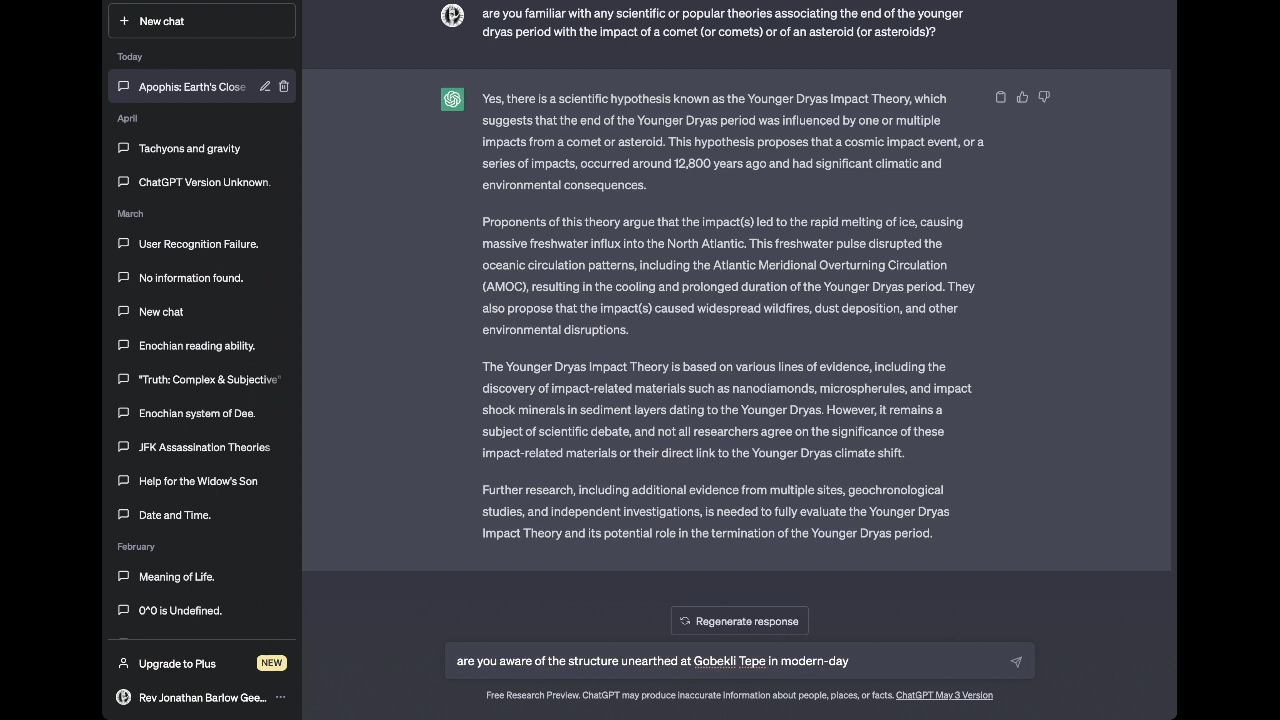 New chat
Today
Apophis: Earth's Close
April
Tachyons and gravity
ChatGPT Version Unknown.
March
User Recognition Failure.
No information found.
New chat
Enochian reading ability.
"Truth: Complex & Subjective"
Enochian system of Dee.
JFK Assassination Theories
Help for the Widow's Son
Date and Time.
February
Meaning of Life.
0^0 is Undefined.
Upgrade to Plus
NEW
Rev Jonathan Barlow Gee...
are you familiar with any scientific or popular theories associating the end of the younger
dryas period with the impact of a comet (or comets) or of an asteroid (or asteroids)?
Yes, there is a scientific hypothesis known as the Younger Dryas Impact Theory, which
suggests that the end of the Younger Dryas period was influenced by one or multiple
impacts from a comet or asteroid. This hypothesis proposes that a cosmic impact event, or a
series of impacts, occurred around 12,800 years ago and had significant climatic and
environmental consequences.
Proponents of this theory argue that the impact(s) led to the rapid melting of ice, causing
massive freshwater influx into the North Atlantic. This freshwater pulse disrupted the
oceanic circulation patterns, including the Atlantic Meridional Overturning Circulation
(AMOC), resulting in the cooling and prolonged duration of the Younger Dryas period. They
also propose that the impact(s) caused widespread wildfires, dust deposition, and other
environmental disruptions.
The Younger Dryas Impact Theory is based on various lines of evidence, including the
discovery of impact-related materials such as nanodiamonds, microspherules, and impact
shock minerals in sediment layers dating to the Younger Dryas. However, it remains a
subject of scientific debate, and not all researchers agree on the significance of these
impact-related materials or their direct link to the Younger Dryas climate shift.
Further research, including additional evidence from multiple sites, geochronological
studies, and independent investigations, is needed to fully evaluate the Younger Dryas
Impact Theory and its potential role in the termination of the Younger Dryas period.
Regenerate response
are you aware of the structure unearthed at Gobekli Tepe in modern-day
Free Research Preview. ChatGPT may produce inaccurate information about people, places, or facts. ChatGPT May 3 Version